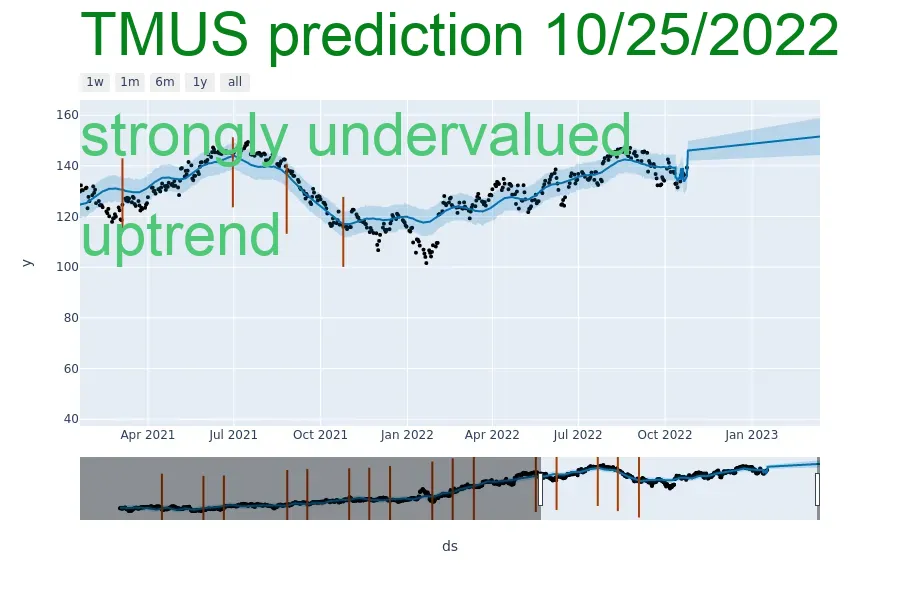 TMUS prediction 10/25/2022
1w 1m 6m 1y all
strongly undervalued
uptrend
160
140
120
100
80
60
40
y
Apr 2021 Jul 2021 Oct 2021 Jan 2022 Apr 2022 Jul 2022 Oct 2022 Jan 2023
ds